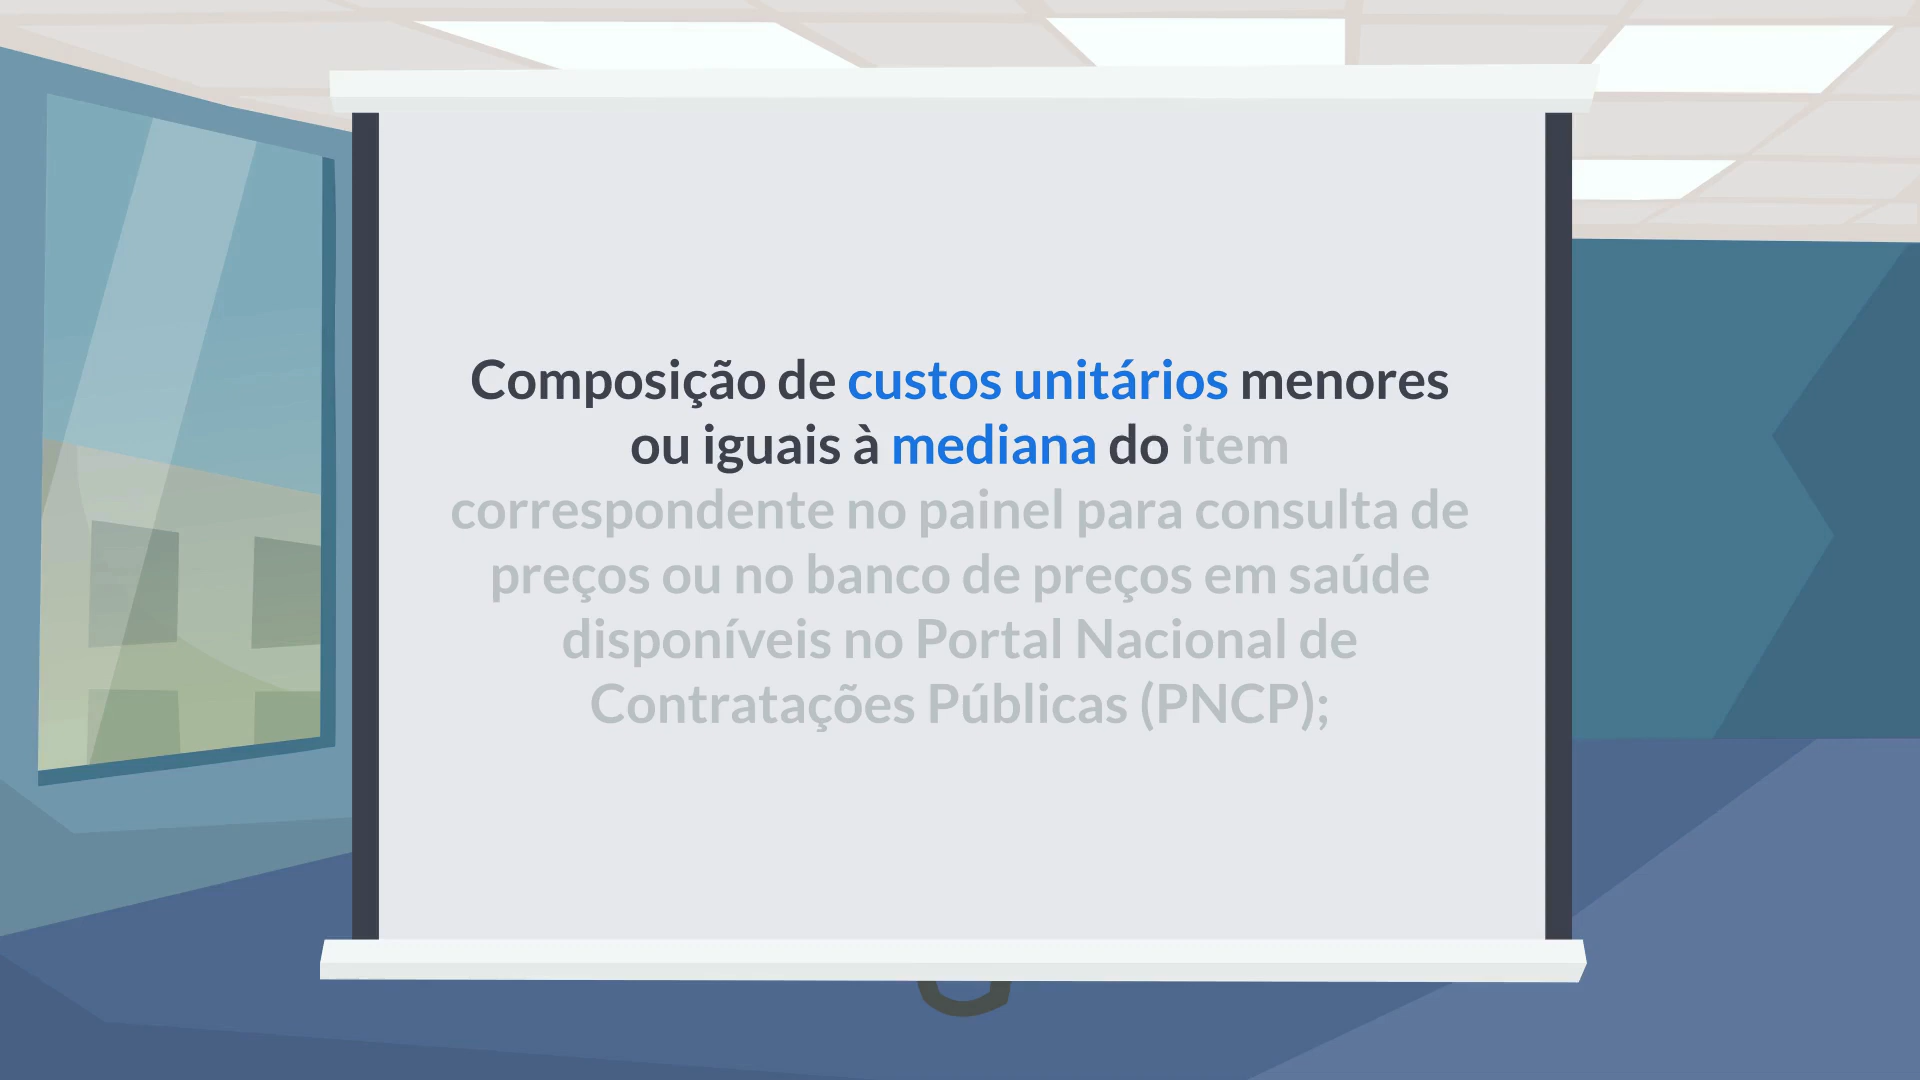 Composição de custos unitários menores
ou iguais à mediana do item
correspondente no painel para consulta de
preços ou no banco de preços em saúde
disponíveis no Portal Nacional de
Contratações Públicas (PNCP);